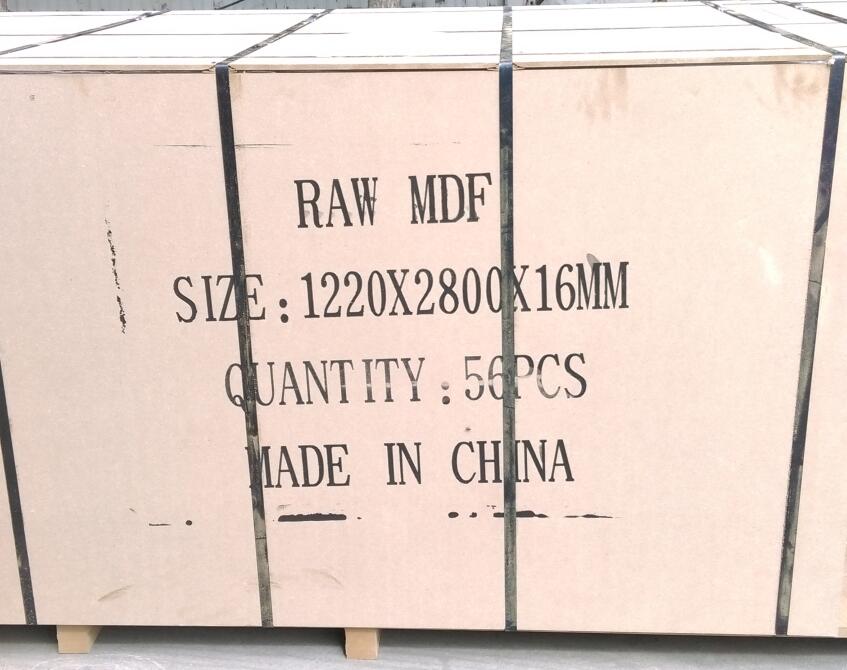 RAW MDF
SIZE:1220X2800X16MM
QUANTITY:56PCS
MADE IN CHINA